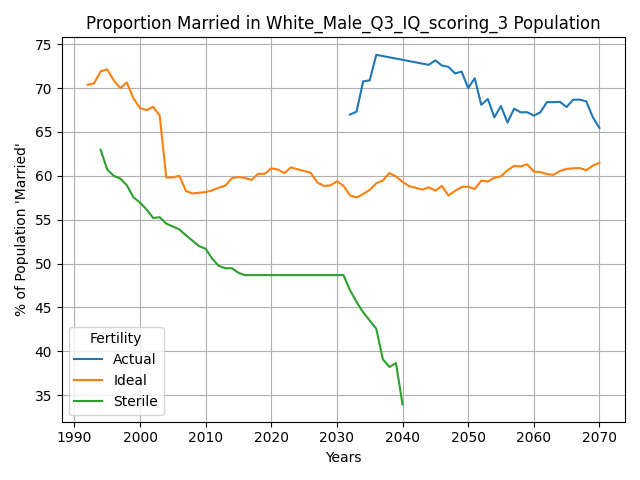 Proportion Married in White_Male_Q3_IQ_scoring_3 Population
% of Population 'Married'
75
70
65
60
55
50
45
40
35
Fertility
Actual
Ideal
Sterile
1990 2000 2010 2020 2030 2040 2050 2060 2070
Years